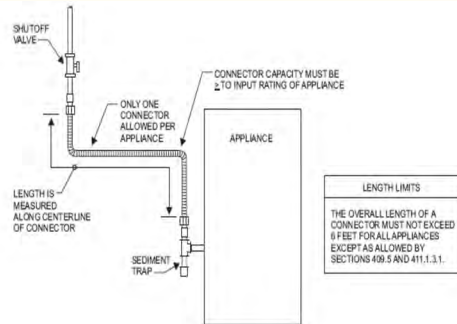 SHUTOFF
VALVE
CONNECTOR CAPACITY MUST BE
≥ TO INPUT RATING OF APPLIANCE
ONLY ONE
CONNECTOR
ALLOWED PER
APPLIANCE
APPLIANCE
LENGTH IS
MEASURED
ALONG CENTERLINE
OF CONNECTOR
SEDIMENT
TRAP
LENGTH LIMITS
THE OVERALL LENGTH OF A
CONNECTOR MUST NOT EXCEED
6 FEET FOR ALL APPLIANCES
EXCEPT AS ALLOWED BY
SECTIONS 409.5 AND 411.1.3.1.